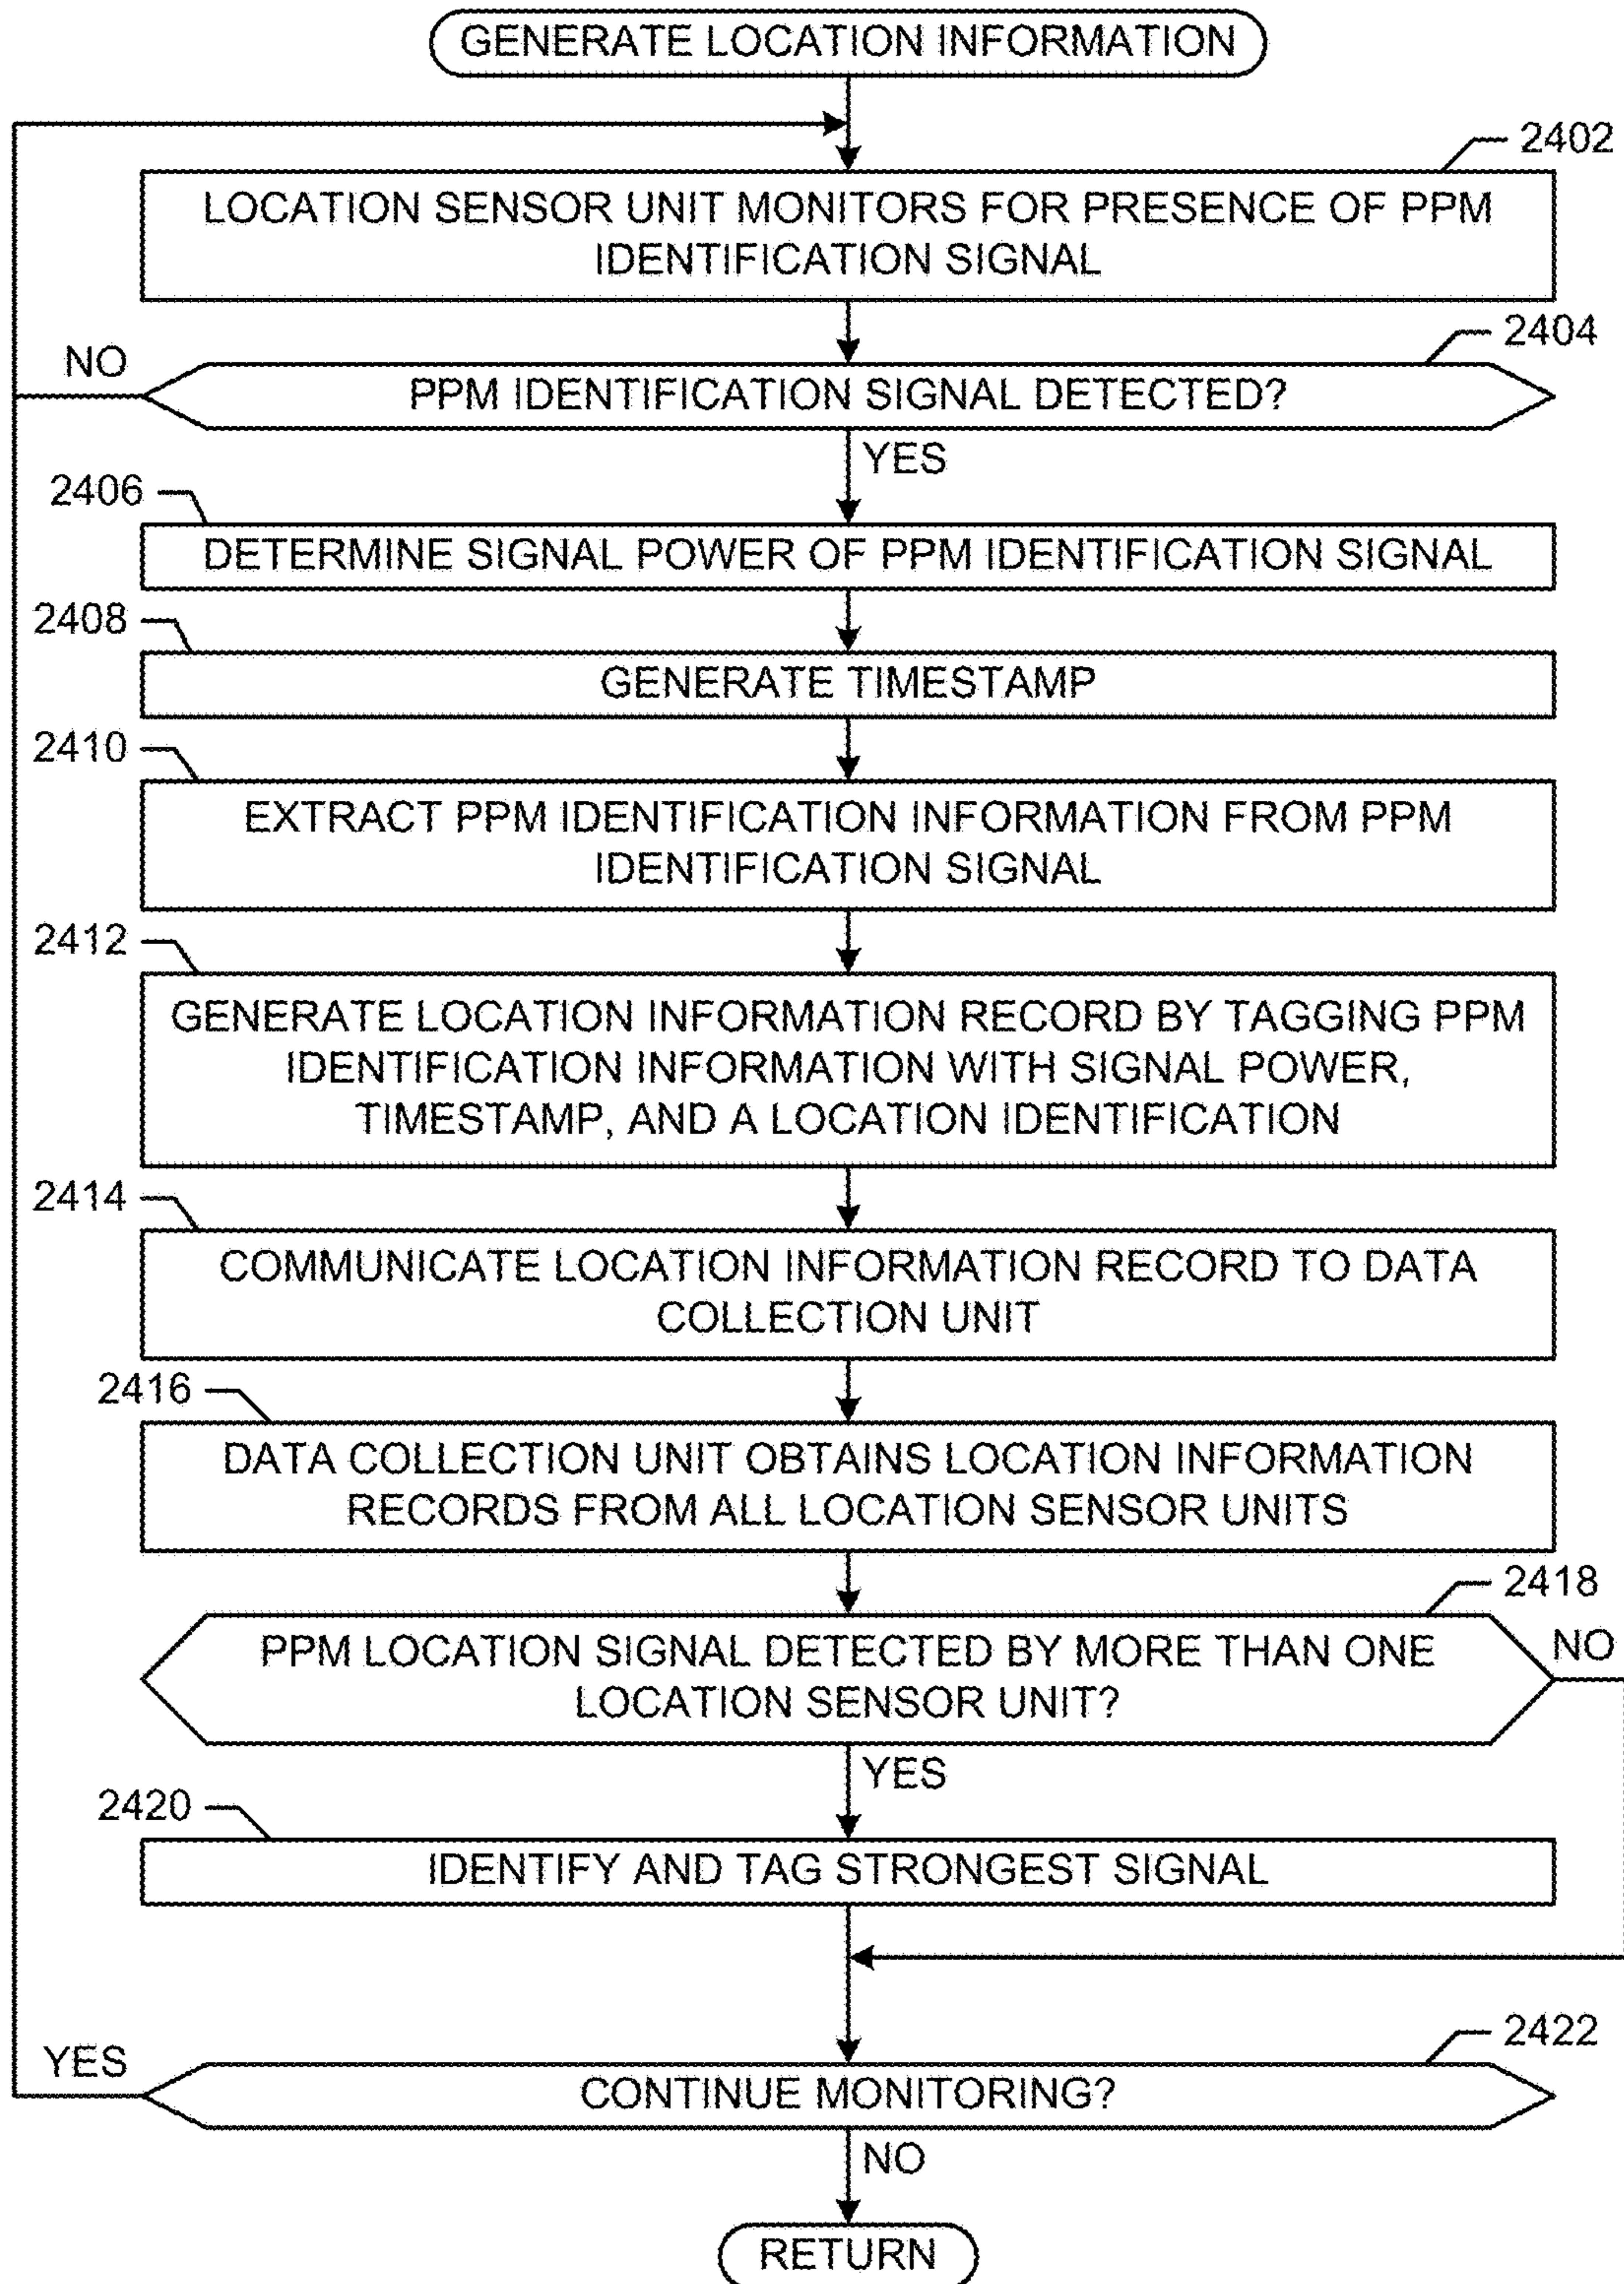 GENERATE LOCATION INFORMATION
2402
LOCATION SENSOR UNIT MONITORS FOR PRESENCE OF PPM
IDENTIFICATION SIGNAL
2404
NO
PPM IDENTIFICATION SIGNAL DETECTED?
YES
2406
DETERMINE SIGNAL POWER OF PPM IDENTIFICATION SIGNAL
2408
GENERATE TIMESTAMP
2410
EXTRACT PPM IDENTIFICATION INFORMATION FROM PPM
IDENTIFICATION SIGNAL
2412
GENERATE LOCATION INFORMATION RECORD BY TAGGING PPM
IDENTIFICATION INFORMATION WITH SIGNAL POWER,
TIMESTAMP, AND A LOCATION IDENTIFICATION
2414
COMMUNICATE LOCATION INFORMATION RECORD TO DATA
COLLECTION UNIT
2416
DATA COLLECTION UNIT OBTAINS LOCATION INFORMATION
RECORDS FROM ALL LOCATION SENSOR UNITS
2418
PPM LOCATION SIGNAL DETECTED BY MORE THAN ONE
LOCATION SENSOR UNIT?
NO
YES
2420
IDENTIFY AND TAG STRONGEST SIGNAL
2422
YES
CONTINUE MONITORING?
NO
RETURN